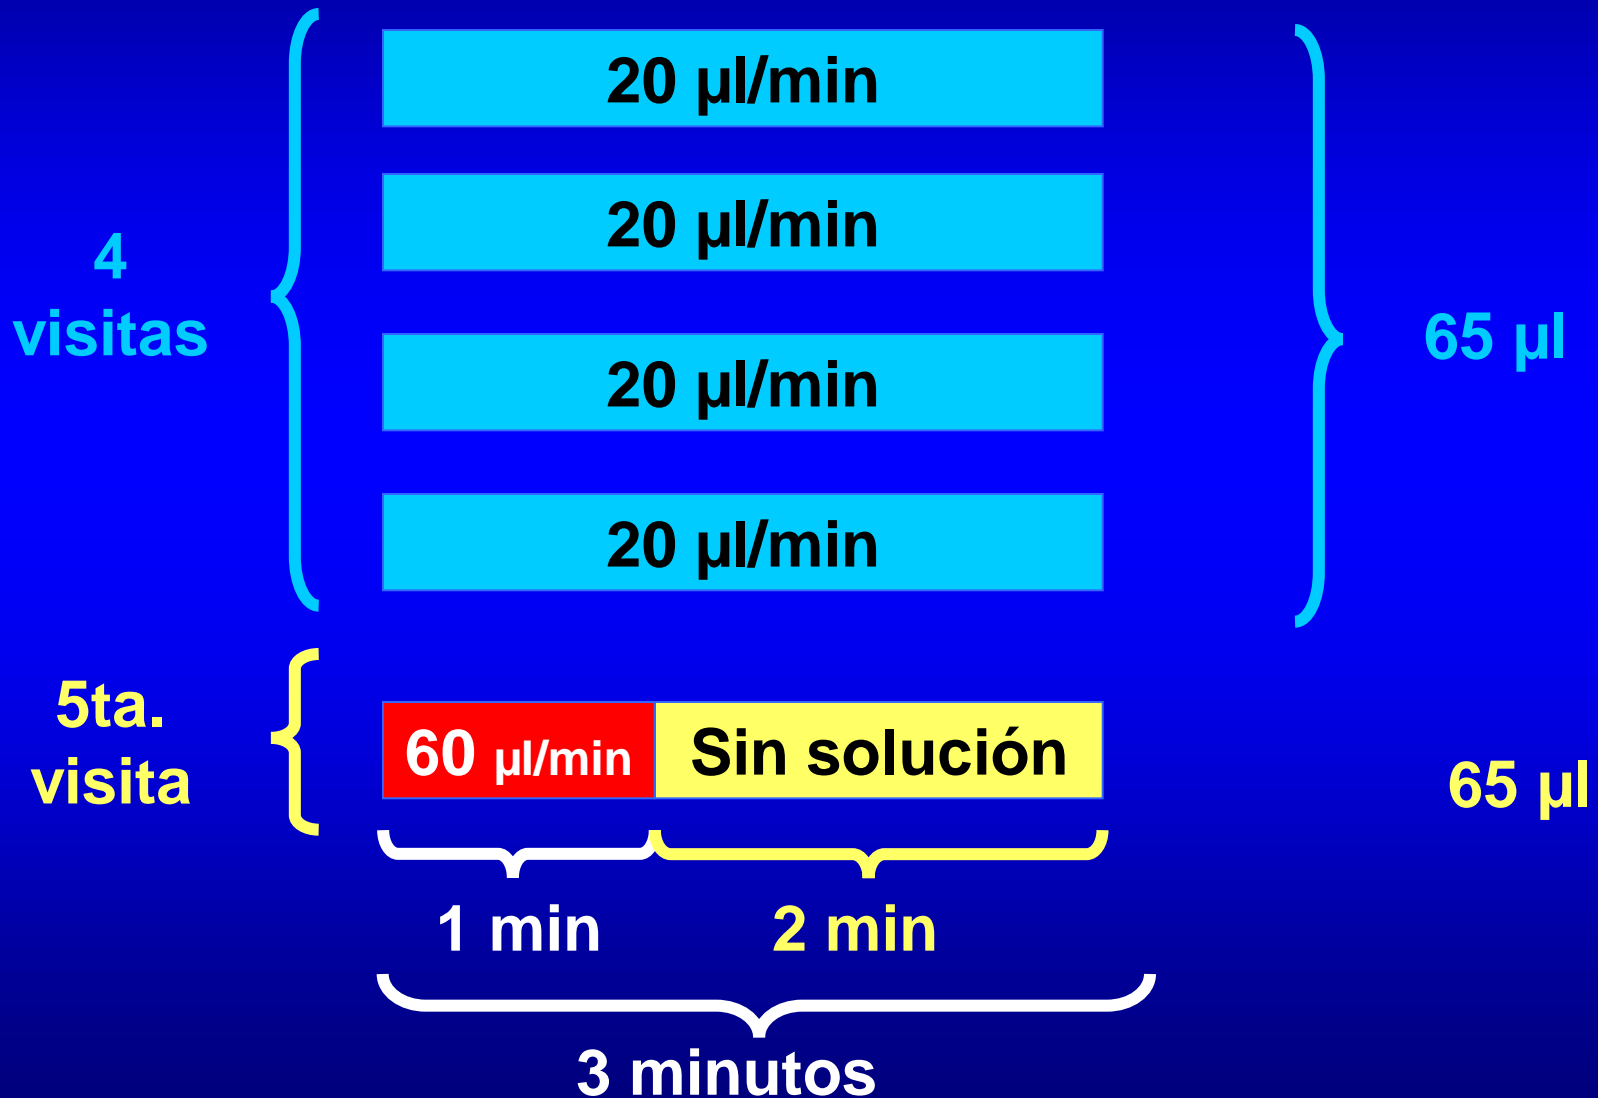 20 µl/min
20 µl/min
4
visitas
65 µl
20 µl/min
20 µl/min
5ta.
visita
60 µl/min
Sin solución
65 µl
1 min
2 min
3 minutos